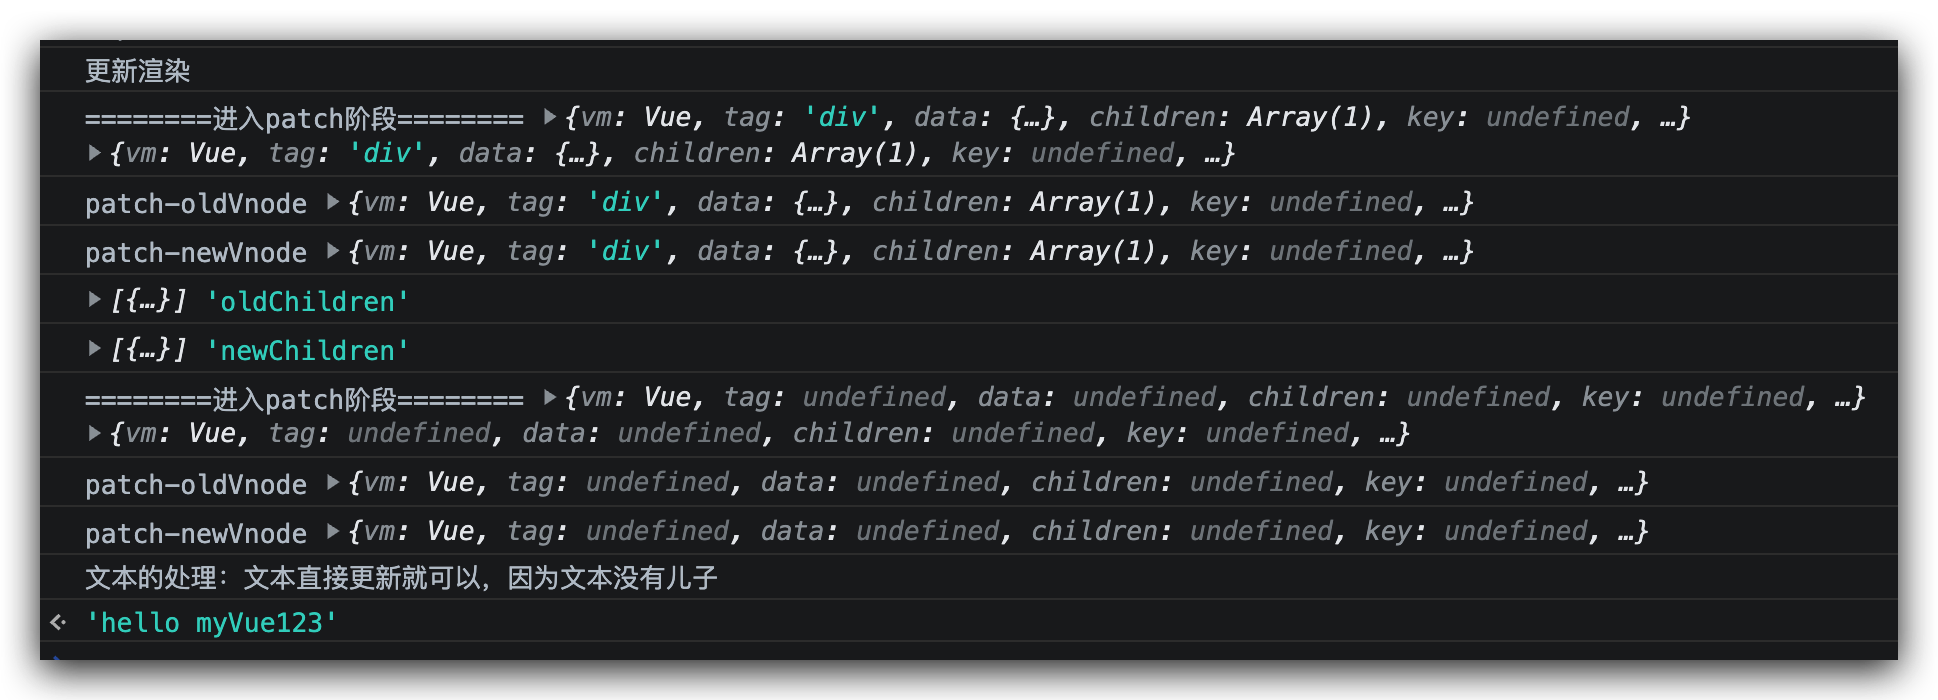 更新渲染
========进入patch阶段======== ▶{vm: Vue, tag: 'div', data: {…}, children: Array(1), key: undefined, …}
▶{vm: Vue, tag: 'div', data: {…}, children: Array(1), key: undefined, …}
patch-oldVnode ▶{vm: Vue, tag: 'div', data: {…}, children: Array(1), key: undefined, …}
patch-newVnode ▶{vm: Vue, tag: 'div', data: {…}, children: Array(1), key: undefined, …}
▶[{…}] 'oldChildren'
▶[{…}] 'newChildren'
========进入patch阶段======== ▶{vm: Vue, tag: undefined, data: undefined, children: undefined, key: undefined, …}
▶{vm: Vue, tag: undefined, data: undefined, children: undefined, key: undefined, …}
patch-oldVnode ▶{vm: Vue, tag: undefined, data: undefined, children: undefined, key: undefined, …}
patch-newVnode ▶{vm: Vue, tag: undefined, data: undefined, children: undefined, key: undefined, …}
文本的处理：文本直接更新就可以，因为文本没有儿子
'hello myVue123'